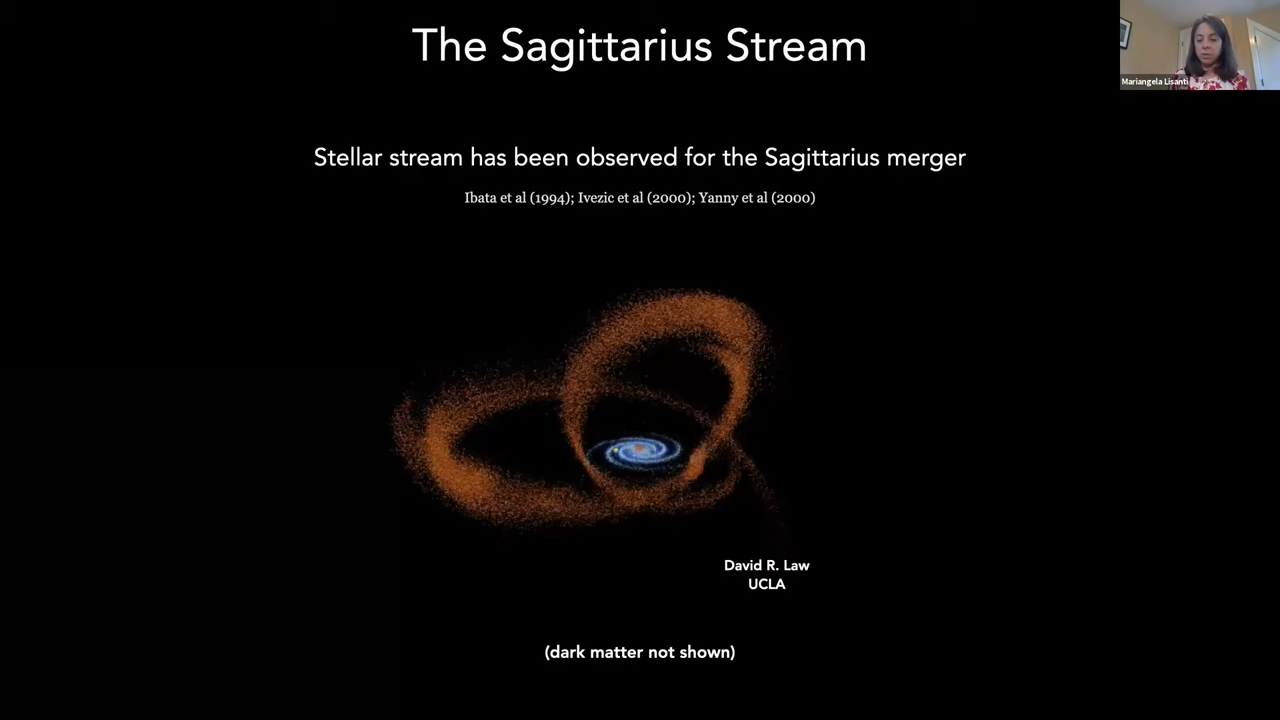 The Sagittarius Stream
Mariangela Lisanti
Stellar stream has been observed for the Sagittarius merger
Ibata et al (1994); Ivezic et al (2000); Yanny et al (2000)
David R. Law
UCLA
(dark matter not shown)